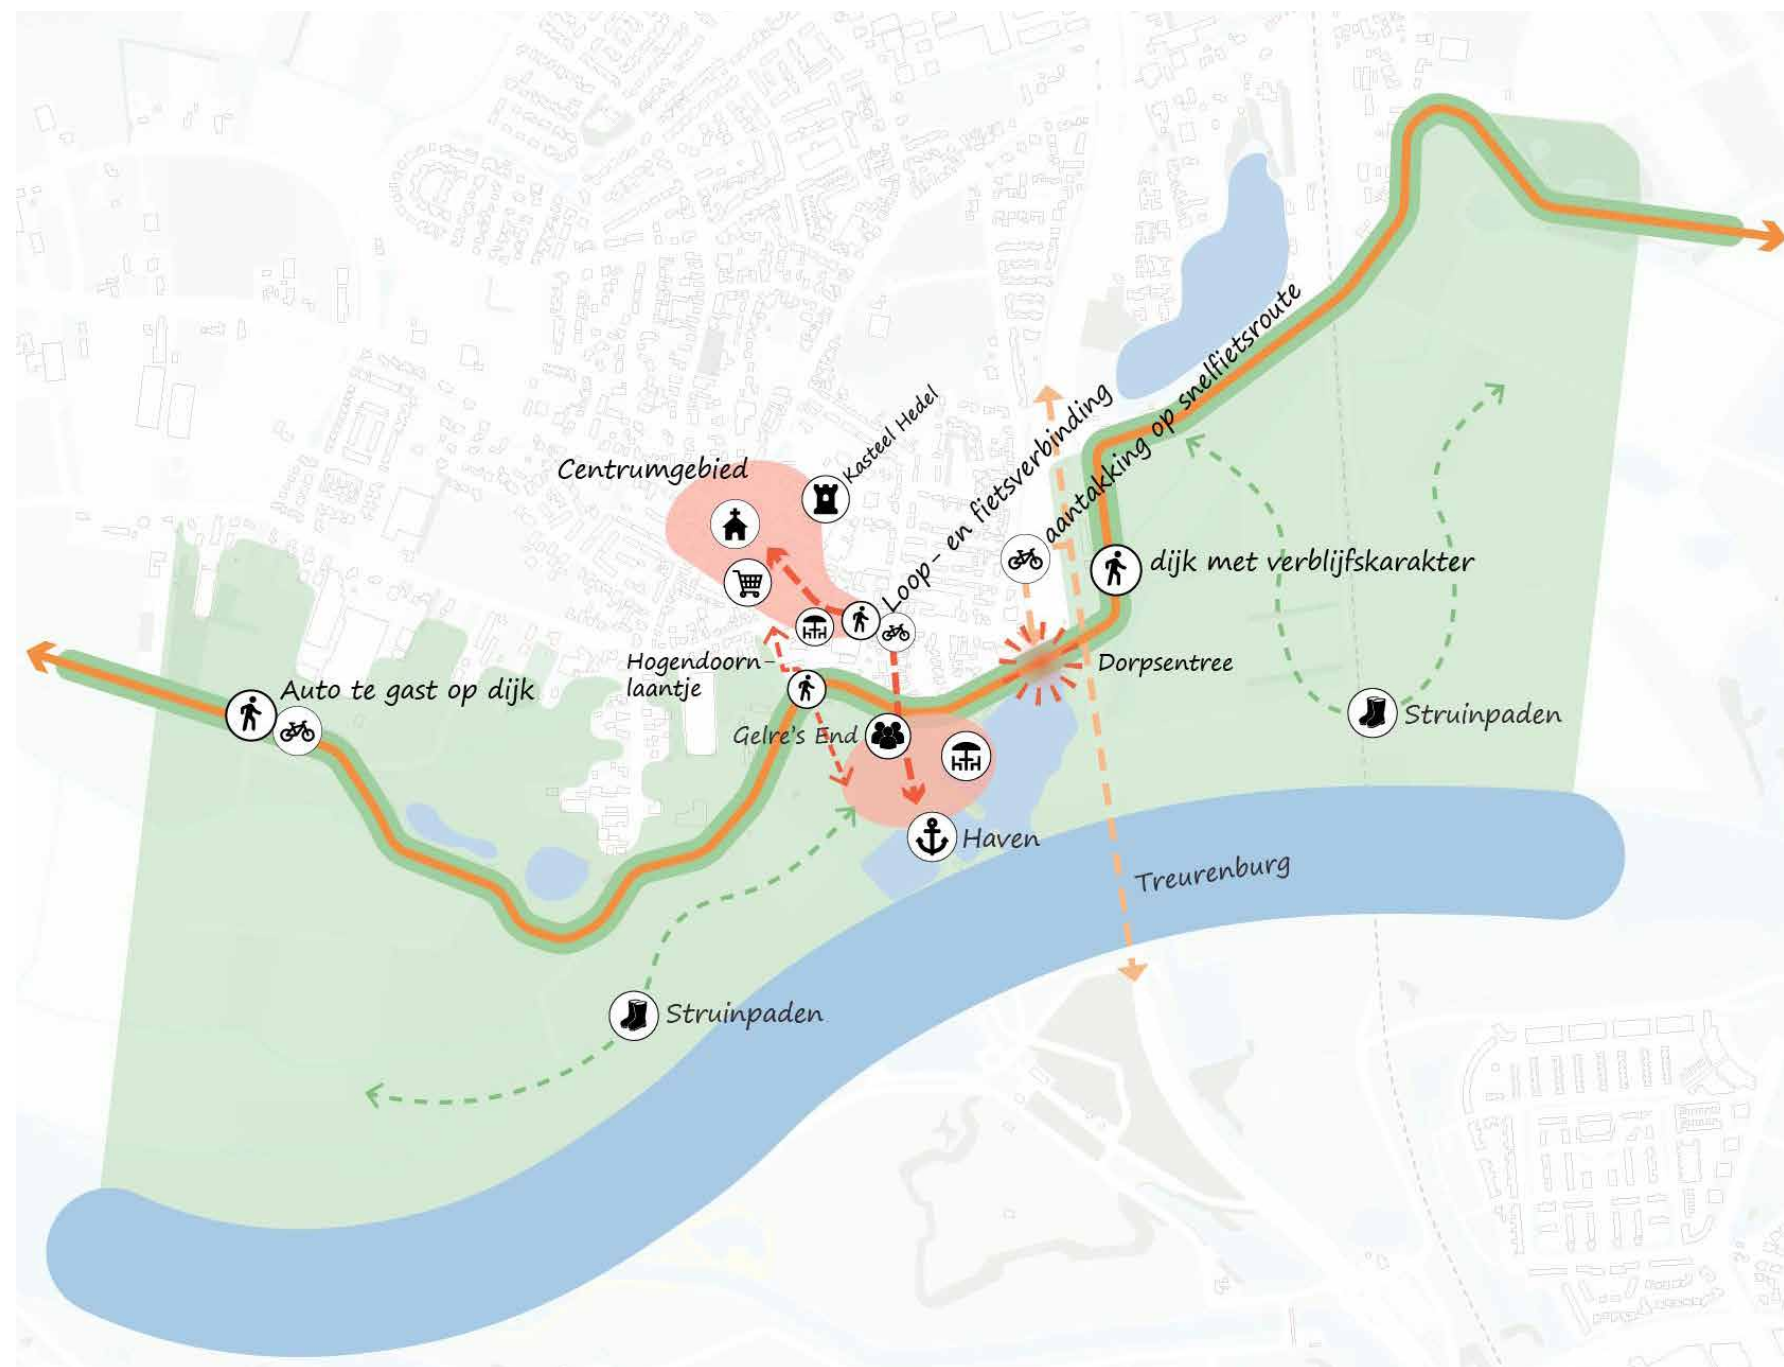 Centrumgebied
Kasteel Hedel
Loop- en fietsverbinding
aantakking op snelfietsroute
dijk met verblijfskarakter
Hogendoorn-
laantje
Dorpsentree
Auto te gast op dijk
Gelre's End
Struinpaden
Haven
Treurenburg
Struinpaden